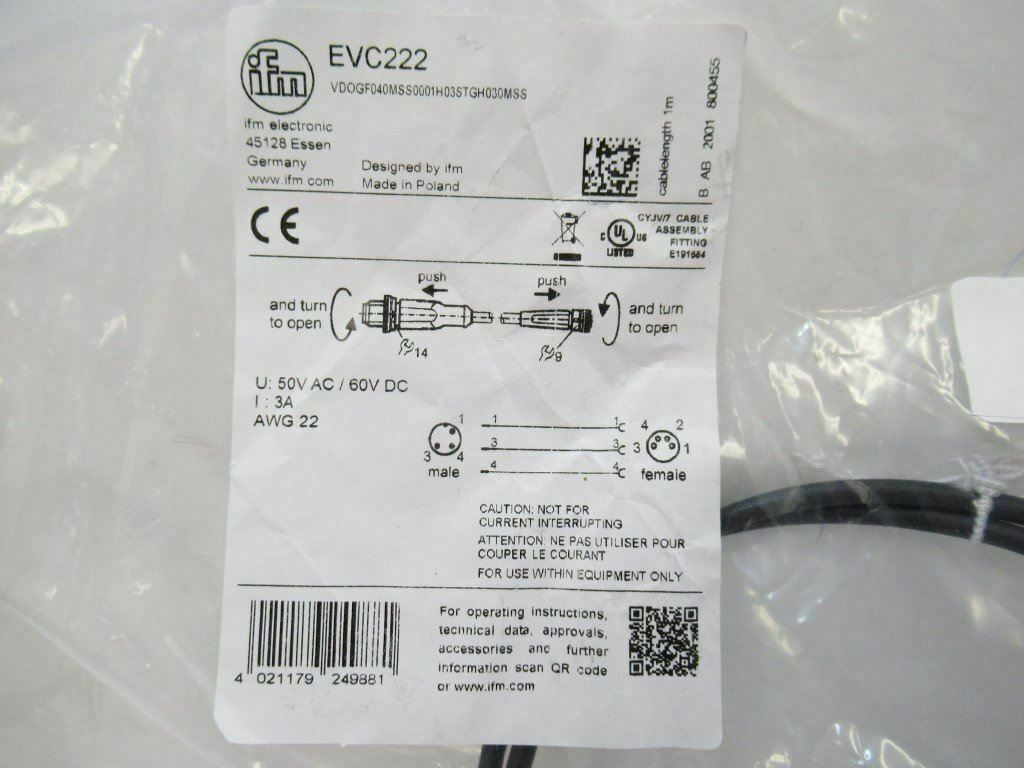 ifm
EVC222
VDOGF040MSS0001H03STGH030MSS
ifm electronic
45128 Essen
Germany
www.ifm.com
Designed by ifm
Made in Poland
cablelength 1m
B AB 2001 800455
CE
C UL US
LISTED
CYJV/7 CABLE
ASSEMBLY
FITTING
E191684
push
push
and turn
to open
and turn
to open
14
9
U: 50V AC / 60V DC
I : 3A
AWG 22
1
3 4
male
1 1
3 3
4 4
4 2
3 1
female
CAUTION: NOT FOR
CURRENT INTERRUPTING
ATTENTION: NE PAS UTILISER POUR
COUPER LE COURANT
FOR USE WITHIN EQUIPMENT ONLY
4 021179 249881
For operating instructions,
technical data, approvals,
accessories and further
information scan QR code
or www.ifm.com